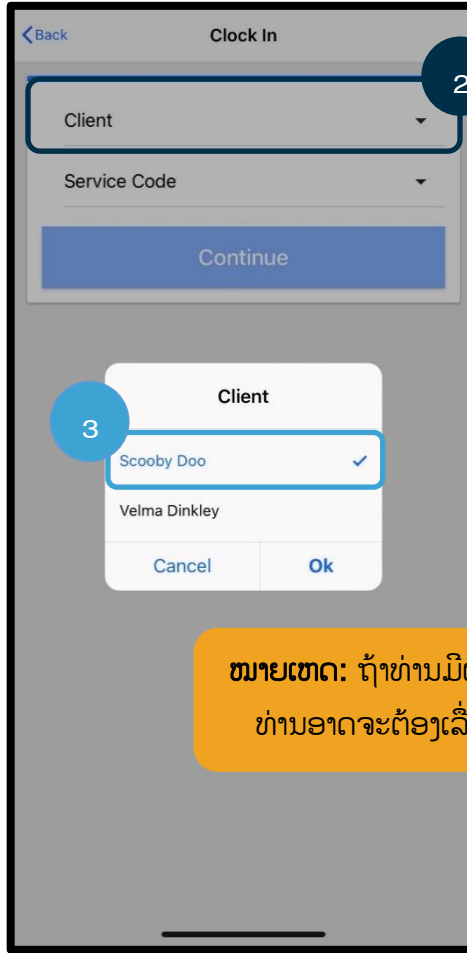 Back
Clock In
2
Client
Service Code
Continue
Client
3
Scooby Doo
Velma Dinkley
Cancel
Ok
ໝາຍເຫດ: ຖ້າທ່ານມີ
ທ່ານອາດຈະຕ້ອງ